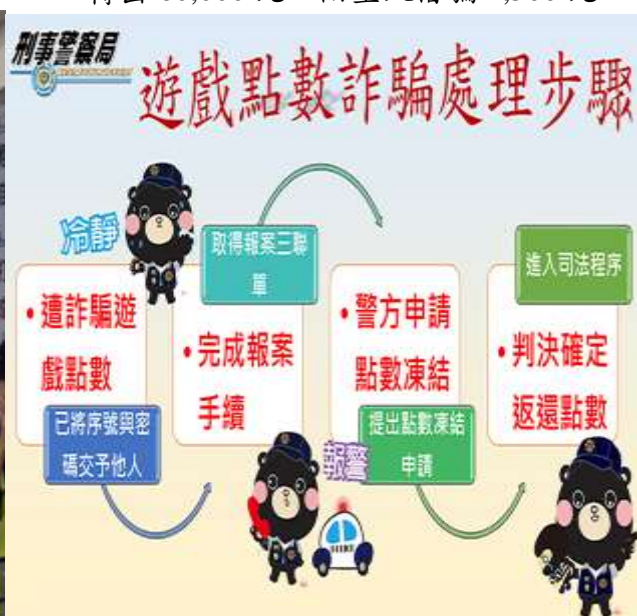 刑事警察局
遊戲點數詐騙處理步驟
冷靜
•遭詐騙遊
戲點數
已將序號與密
碼交予他人
取得報案三聯
單
•完成報案
手續
報警
•警方申請
點數凍結
提出點數凍結
申請
進入司法程序
•判決確定
返還點數